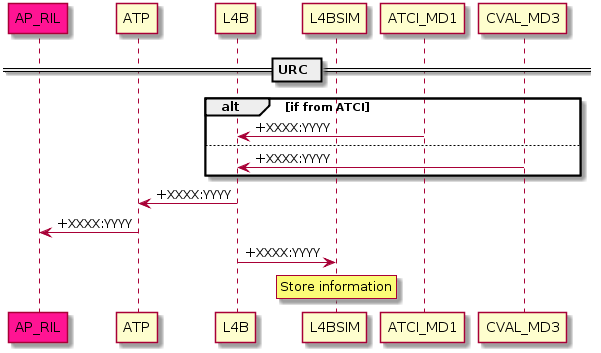 AP_RIL ATP L4B L4BSIM ATCI_MD1 CVAL_MD3
URC
alt [if from ATCI]
+XXXX:YYYY
+XXXX:YYYY
+XXXX:YYYY
+XXXX:YYYY
+XXXX:YYYY
Store information
AP_RIL ATP L4B L4BSIM ATCI_MD1 CVAL_MD3